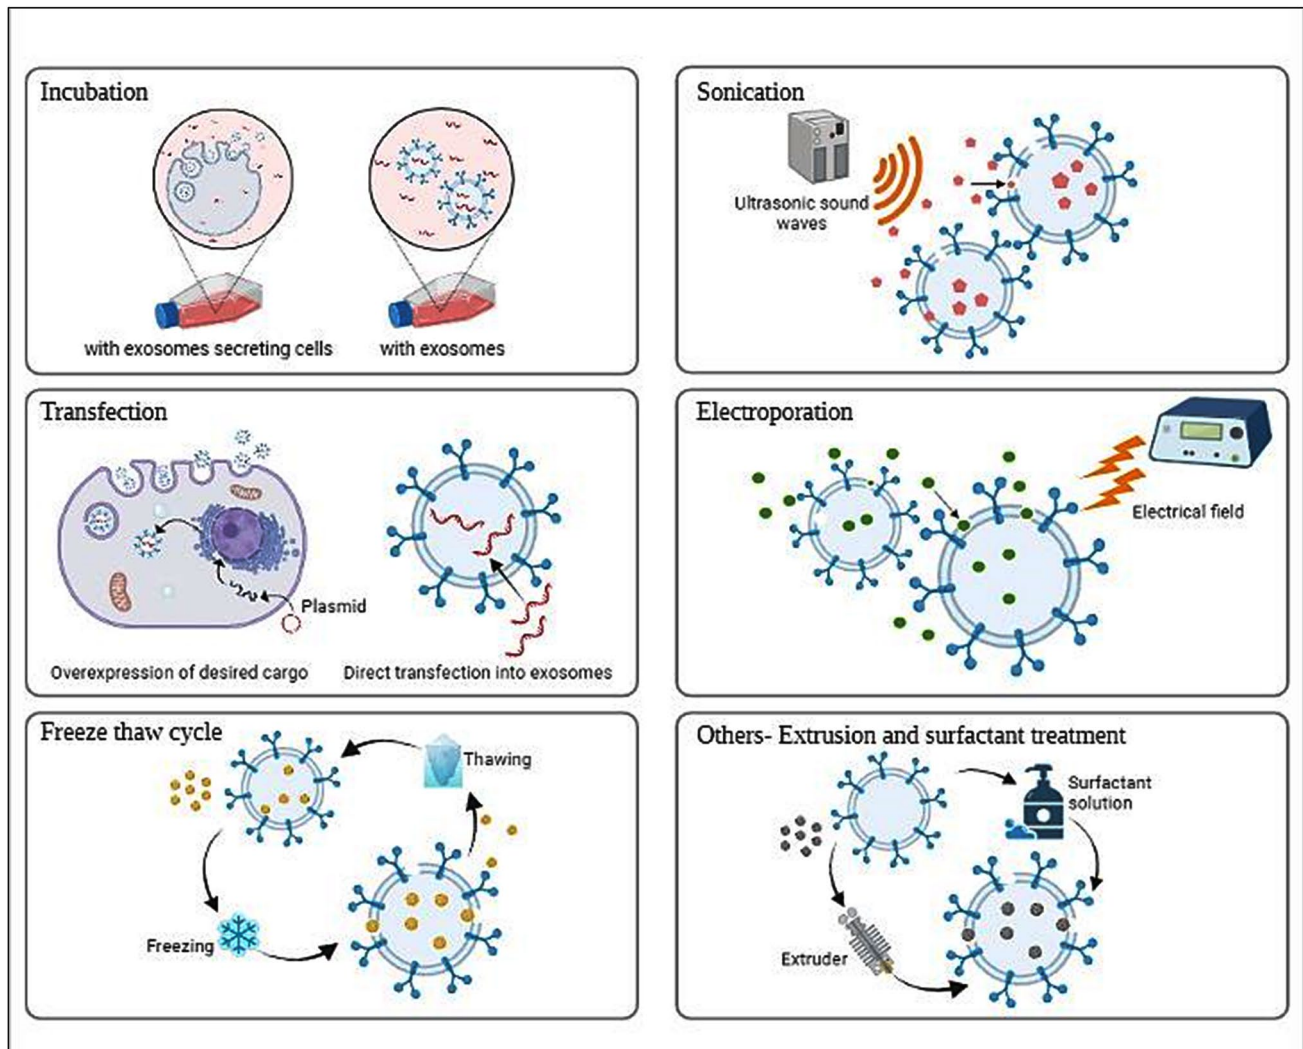 Incubation
with exosomes secreting cells
with exosomes
Sonication
Ultrasonic sound
waves
Transfection
Plasmid
Overexpression of desired cargo
Direct transfection into exosomes
Electroporation
Electrical field
Freeze thaw cycle
Thawing
Freezing
Others- Extrusion and surfactant treatment
Surfactant
solution
Extruder